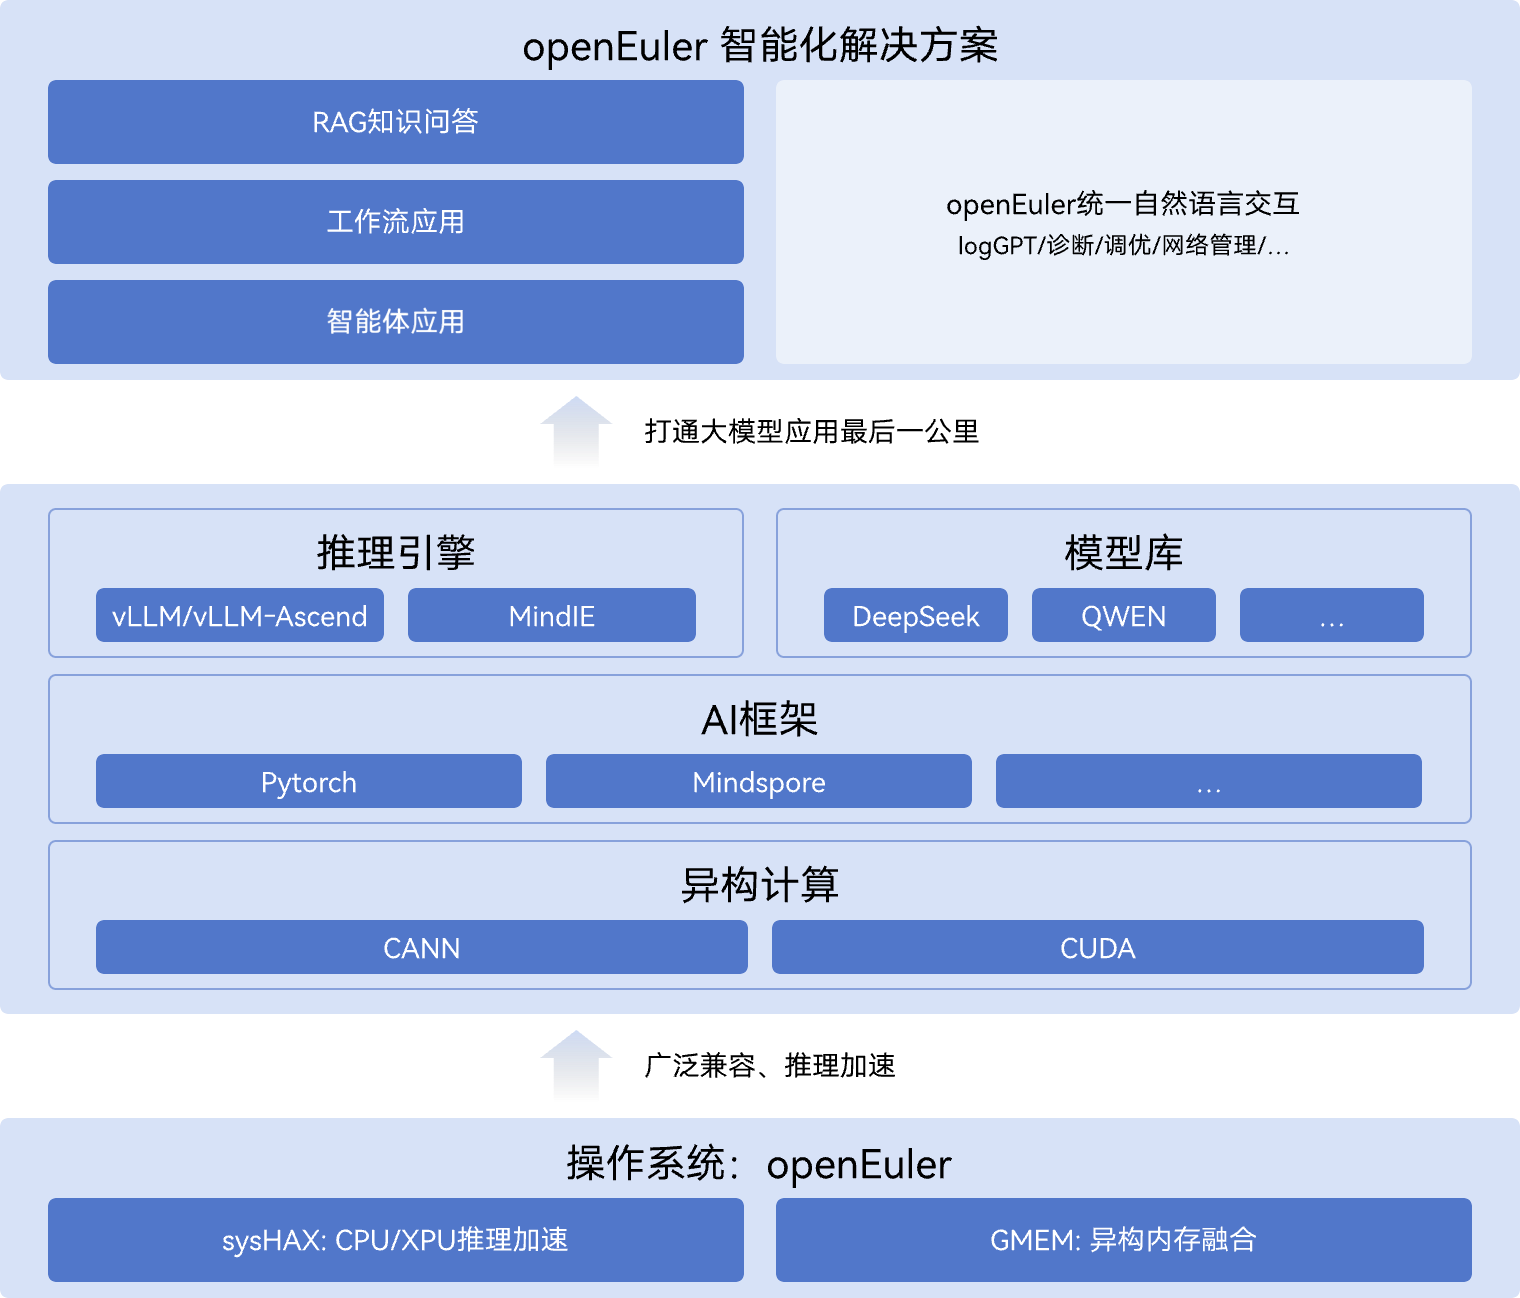 openEuler 智能化解决方案
RAG知识问答
工作流应用
智能体应用
openEuler统一自然语言交互
logGPT/诊断/调优/网络管理/...
打通大模型应用最后一公里
推理引擎
vLLM/vLLM-Ascend
MindIE
模型库
DeepSeek
QWEN
...
AI框架
Pytorch
Mindspore
...
异构计算
CANN
CUDA
广泛兼容、推理加速
操作系统：openEuler
sysHAX: CPU/XPU推理加速
GMEM: 异构内存融合